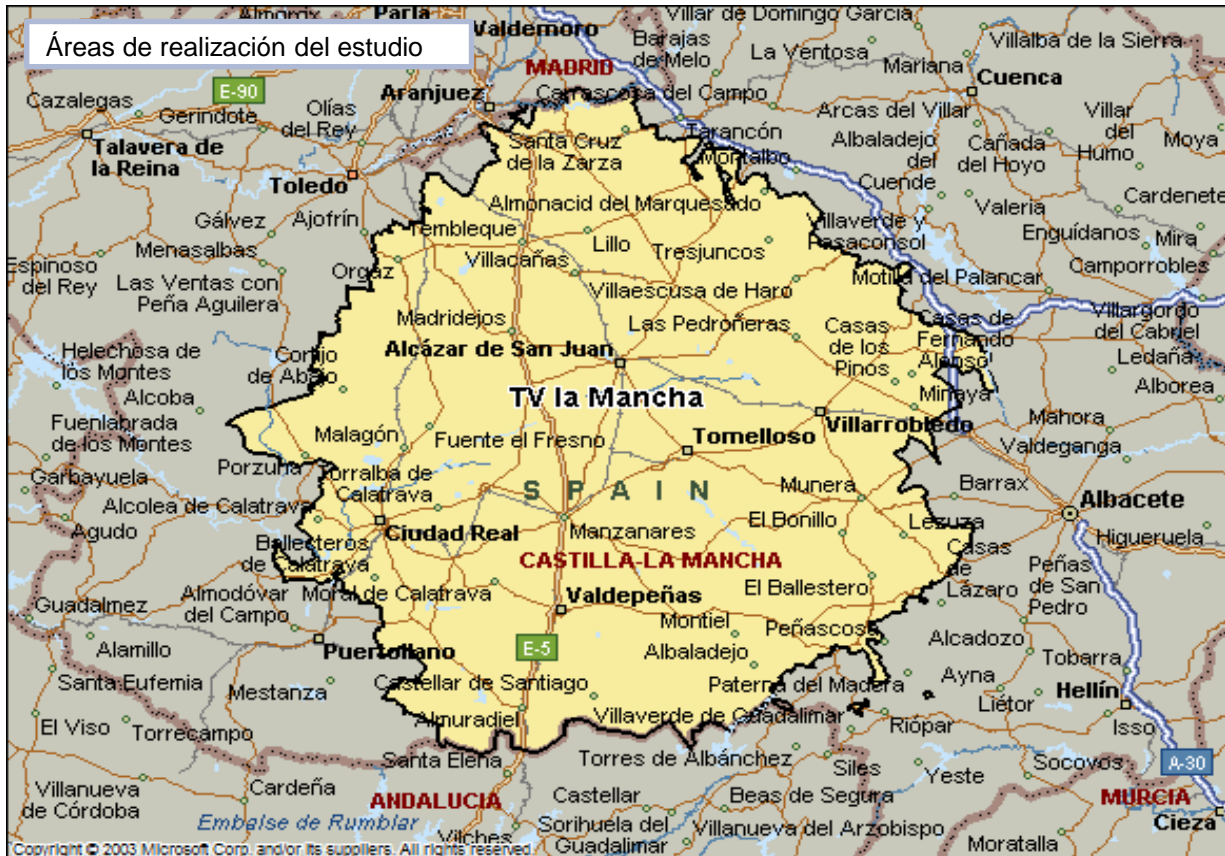 Áreas de realización del estudio
Almorox
Parla
Valdemoro
Villar de Domingo García
Barajas
de Melo
La Ventosa
Villalba de la Sierra
MADRID
Mariana
Cuenca
E-90
Cazalegas
Gerindote
Olías
del Rey
Aranjuez
Carrascosa del Campo
Arcas del Villar
Villar
del
Humo
Moya
Talavera de
la Reina
Toledo
Santa Cruz
de la Zarza
Tarancón
Montalbo
Albaladejo
del
Cuende
Cañada
del Hoyo
Cardenete
Gálvez
Ajofrín
Almonacid del Marquesado
Valeria
Menasalbas
Tembleque
Lillo
Tresjuncos
Villaverde y
Pasaconsol
Enguídanos
Mira
Espinoso
del Rey
Las Ventas con
Peña Aguilera
Orgaz
Villacañas
Villaescusa de Haro
Motilla del Palancar
Camporrobles
Madridejos
Las Pedroñeras
Casas
de los
Pinos
Casas de
Fernando
Alonso
Villargordo
del Cabriel
Helechosa de
los Montes
Cortijo
de Abajo
Alcázar de San Juan
Ledaña
Alcoba
TV la Mancha
Minaya
Alborea
Fuenlabrada
de los Montes
Malagón
Fuente el Fresno
Tomelloso
Villarrobledo
Mahora
Valdeganga
Garbayuela
Porzuna
Torralba de
Calatrava
SPAIN
Munera
Barrax
Alcolea de Calatrava
Albacete
Agudo
Ciudad Real
Manzanares
El Bonillo
Lezuza
Higueruela
Ballesteros
de Calatrava
CASTILLA-LA MANCHA
Casas
de
Lázaro
Peñas
de San
Pedro
Guadalmez
Almodóvar
del Campo
Moral de Calatrava
Valdepeñas
El Ballestero
Alamillo
Puertollano
E-5
Montiel
Peñascosa
Alcadozo
Santa Eufemia
Mestanza
Castellar de Santiago
Albaladejo
Paterna del Madera
Ayna
Tobarra
Liétor
Hellín
El Viso
Torrecampo
Almuradiel
Villaverde de Guadalimar
Riópar
Isso
Santa Elena
Torres de Albánchez
Siles
Yeste
Socovos
A-30
Villanueva
de Córdoba
Cardeña
ANDALUCIA
Castellar
Beas de Segura
MURCIA
Embalse de Rumblar
Vilches
Sorihuela del
Guadalimar
Villanueva del Arzobispo
Moratalla
Cieza
Copyright © 2003 Microsoft Corp. and/or its suppliers. All rights reserved.